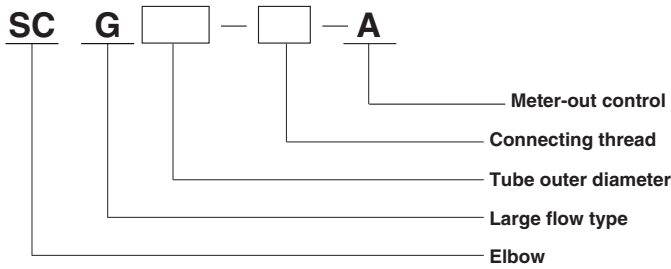 SC G — — A
Meter-out control
Connecting thread
Tube outer diameter
Large flow type
Elbow